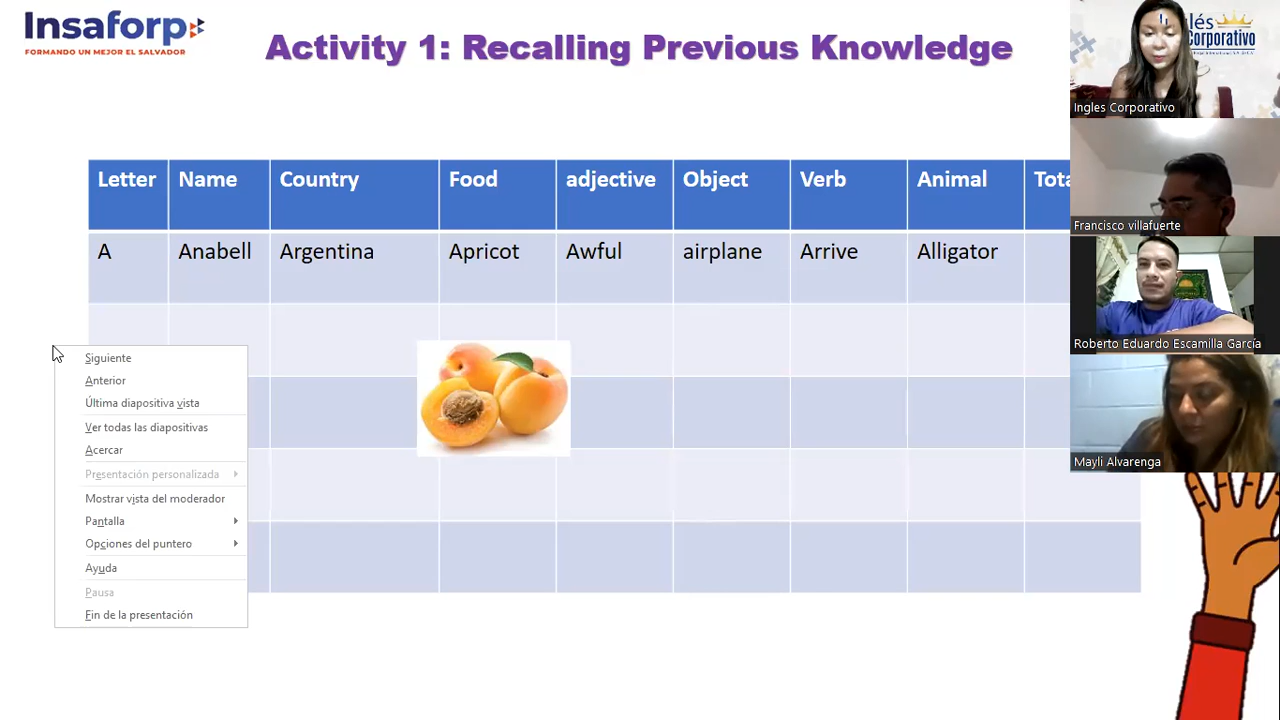 Insaforp
FORMANDO UN MEJOR EL SALVADOR
Activity 1: Recalling Previous Knowledge
Letter Name Country Food adjective Object Verb Animal
A Anabell Argentina Apricot Awful airplane Arrive Alligator
Siguiente
Anterior
Última diapositiva vista
Ver todas las diapositivas
Acercar
Presentación personalizada
Mostrar vista del moderador
Pantalla
Opciones del puntero
Ayuda
Pausa
Fin de la presentación
Corporativo
Ingles Corporativo
Francisco villafuerte
Roberto Eduardo Escamilla García
Mayli Alvarenga